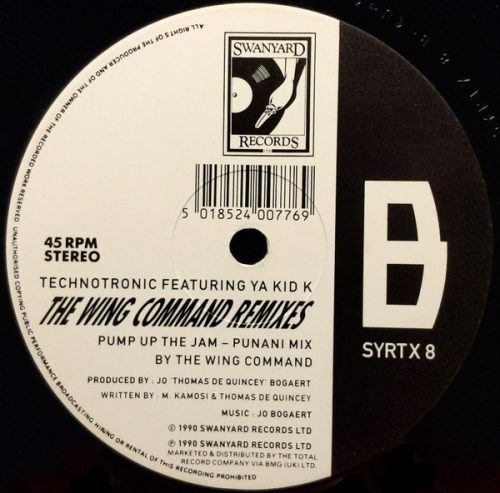 ALL RIGHTS OF THE PRODUCER AND OF THE OWNER OF THE RECORDED WORK RESERVED UNAUTHORISED COPYING PUBLIC PERFORMANCE BROADCASTING HIRING OR RENTAL OF THIS RECORDING PROHIBITED
SWANYARD
RECORDS
5 018524 007769
45 RPM
STEREO
B
TECHNOTRONIC FEATURING YA KID K
THE WING COMMAND REMIXES
PUMP UP THE JAM – PUNANI MIX
BY THE WING COMMAND
SYRTX 8
PRODUCED BY : JO 'THOMAS DE QUINCEY' BOGAERT
WRITTEN BY : M. KAMOSI & THOMAS DE QUINCEY
MUSIC : JO BOGAERT
© 1990 SWANYARD RECORDS LTD
℗ 1990 SWANYARD RECORDS LTD
MARKETED & DISTRIBUTED BY THE TOTAL
RECORD COMPANY VIA BMG (UK) LTD